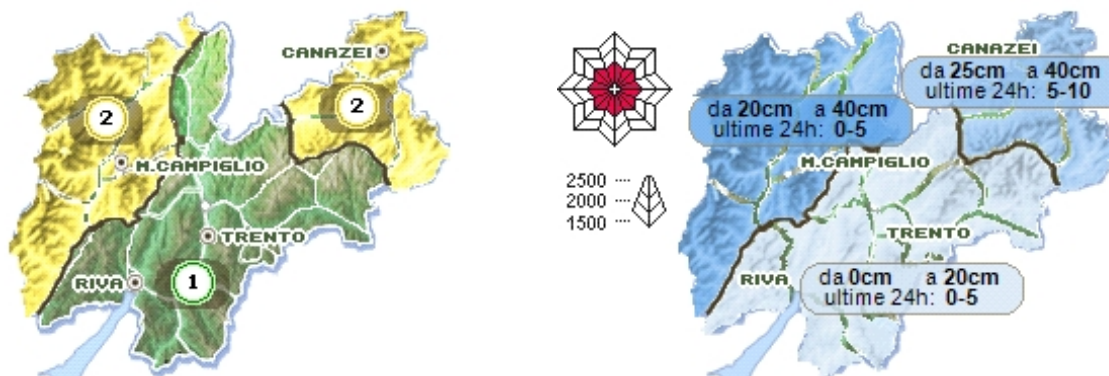 CANAZEI
2
2
M.CAMPIGLIO
TRENTO
RIVA
1
2500
2000
1500
CANAZEI
da 25cm a 40cm
ultime 24h: 5-10
da 20cm a 40cm
ultime 24h: 0-5
M.CAMPIGLIO
TRENTO
RIVA
da 0cm a 20cm
ultime 24h: 0-5